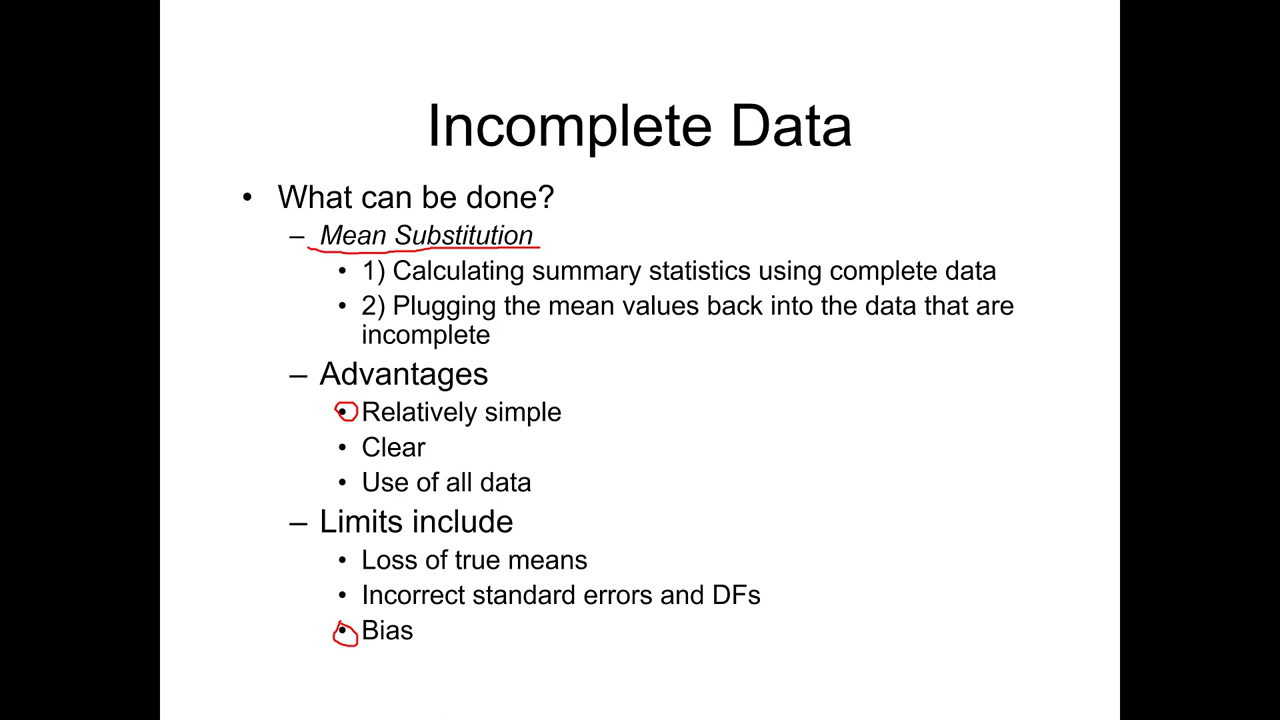 Incomplete Data
• What can be done?
– Mean Substitution
• 1) Calculating summary statistics using complete data
• 2) Plugging the mean values back into the data that are
incomplete
– Advantages
• Relatively simple
• Clear
• Use of all data
– Limits include
• Loss of true means
• Incorrect standard errors and DFs
• Bias